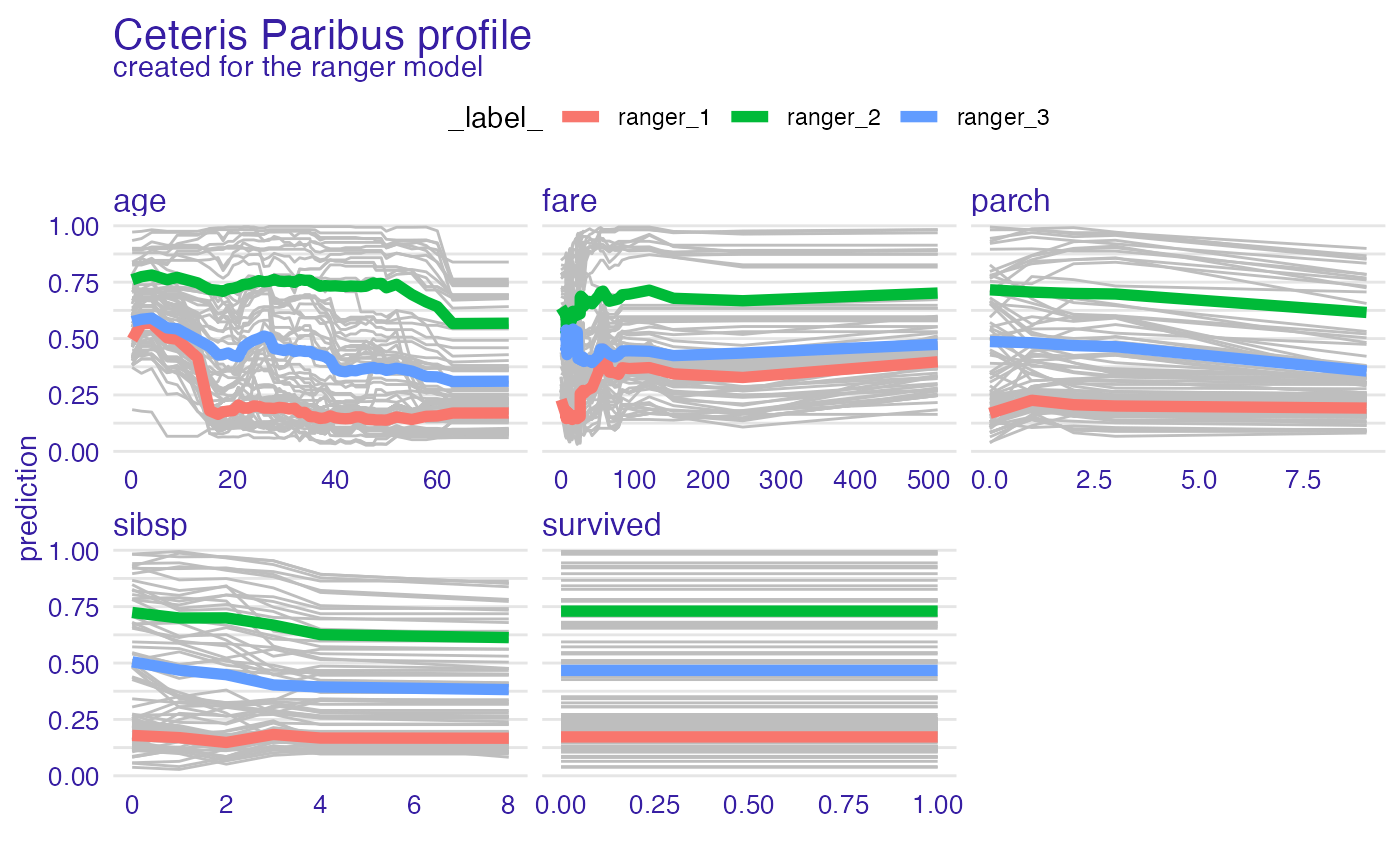 Ceteris Paribus profile
created for the ranger model
_label_ ranger_1 ranger_2 ranger_3
age fare parch
1.00
0.75
0.50
0.25
0.00
0 20 40 60 0 100 200 300 400 500 0.0 2.5 5.0 7.5
prediction
sibsp survived
1.00
0.75
0.50
0.25
0.00
0 2 4 6 8 0.00 0.25 0.50 0.75 1.00